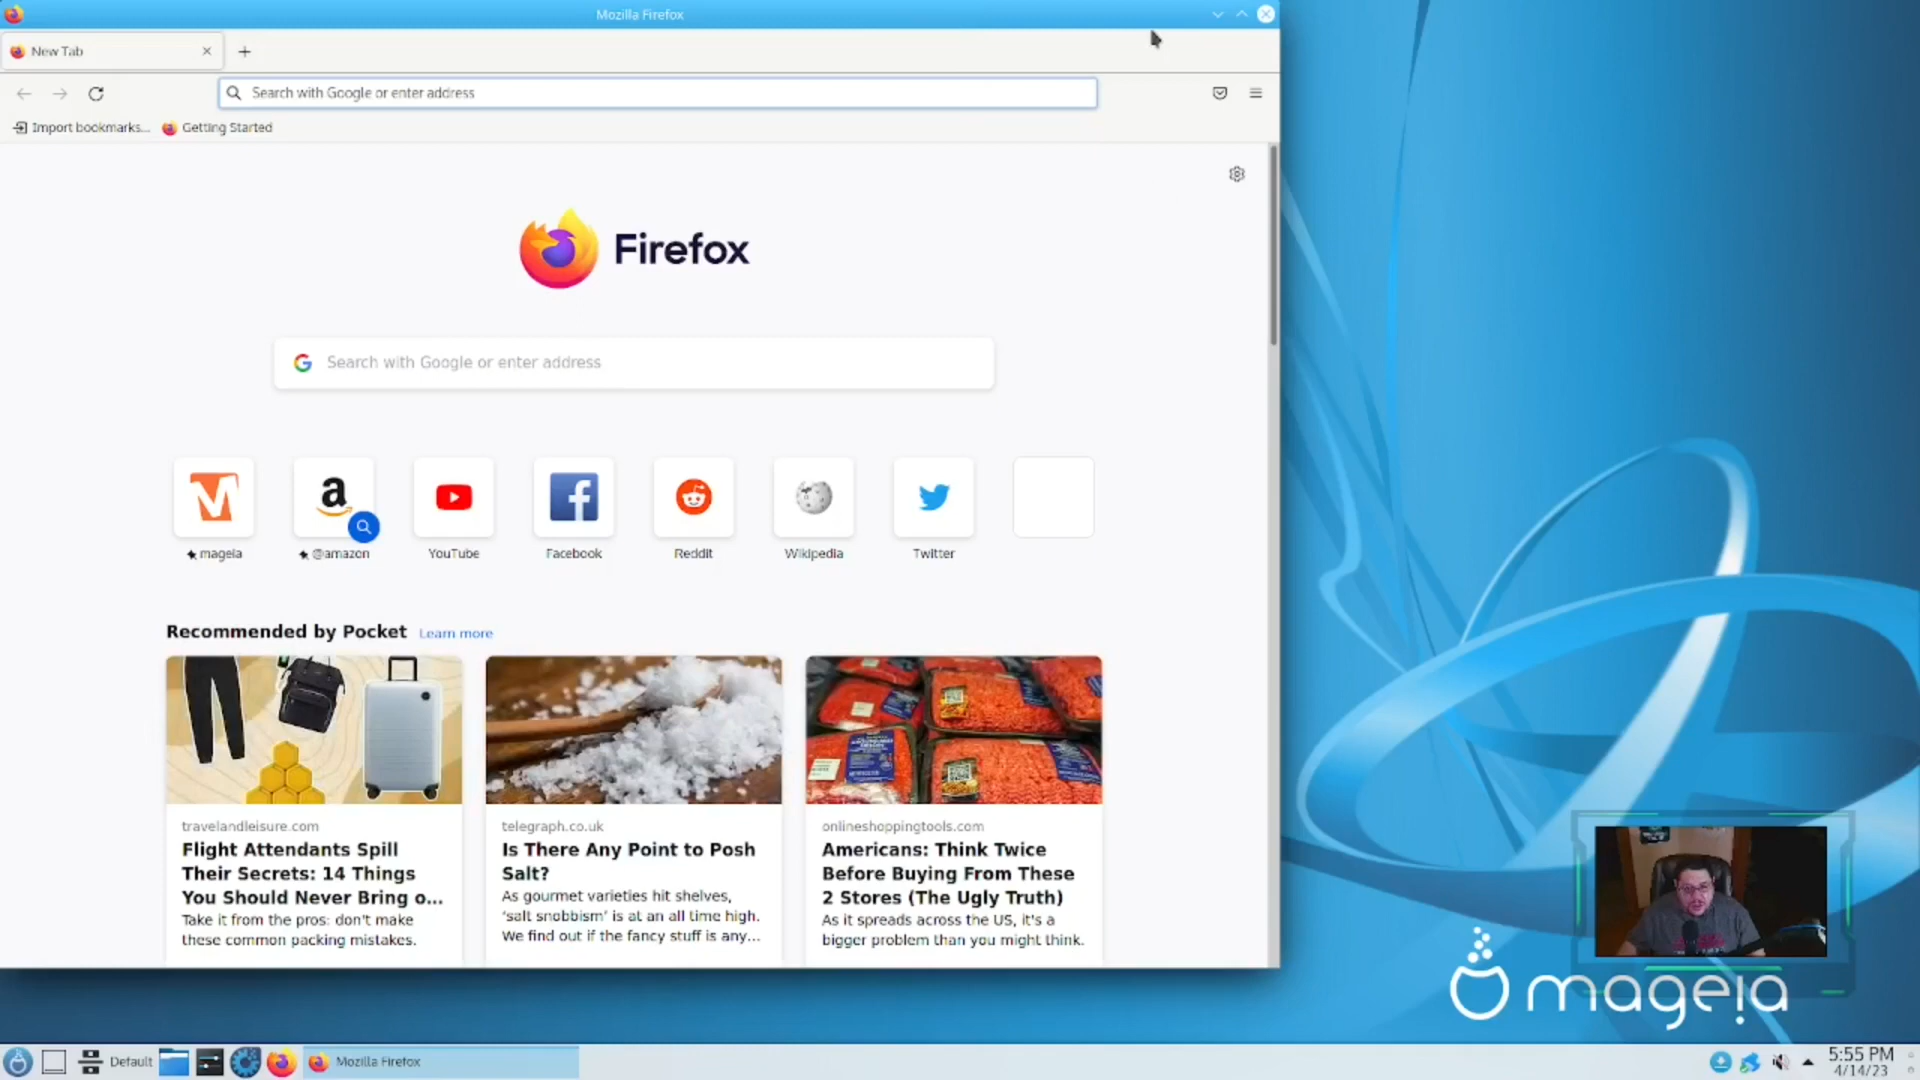 Mozilla Firefox
New Tab
Search with Google or enter address
Import bookmarks...
Getting Started
Firefox
Search with Google or enter address
mageia
@amazon
YouTube
Facebook
Reddit
Wikipedia
Twitter
Recommended by Pocket Learn more
travelandleisure.com
Flight Attendants Spill
Their Secrets: 14 Things
You Should Never Bring o...
Take it from the pros: don't make
these common packing mistakes.
telegraph.co.uk
Is There Any Point to Posh
Salt?
As gourmet varieties hit shelves,
'salt snobbism' is at an all time high.
We find out if the fancy stuff is any...
onlineshoppingtools.com
Americans: Think Twice
Before Buying From These
2 Stores (The Ugly Truth)
As it spreads across the US, it's a
bigger problem than you might think.
mageia
Default
Mozilla Firefox
5:55 PM
4/14/23